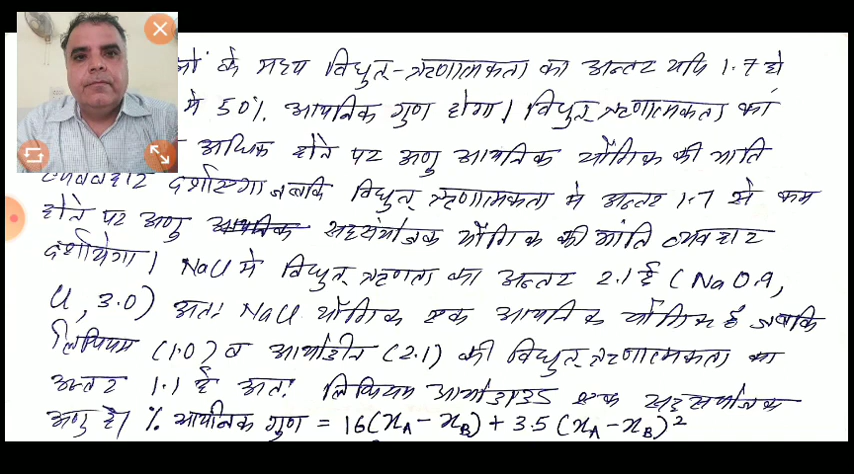 के मध्य विद्युत-ऋणात्मकता का अन्तर यदि 1.7 हो
में 50% आयनिक गुण होगा। विद्युत् ऋणात्मकता का
अधिक होने पर अणु आयनिक यौगिक की भांति
दर्शाएगा जबकि विद्युत् ऋणात्मकता में अन्तर 1.7 से कम
होने पर अणु सहसंयोजक यौगिक की भांति व्यवहार
दर्शायेगा। NaCl में विद्युत् ऋणता का अन्तर 2.1 है (Na 0.9,
Cl, 3.0) अतः NaCl यौगिक एक आयनिक यौगिक है जबकि
लिथियम (1.0) व आयोडीन (2.1) की विद्युत्-ऋणात्मकता का
अन्तर 1.1 है अतः लिथियम आयोडाइड एक सहसंयोजक
अणु है। % आयनिक गुण = 16(xA - xB) + 3.5 (xA - xB)²